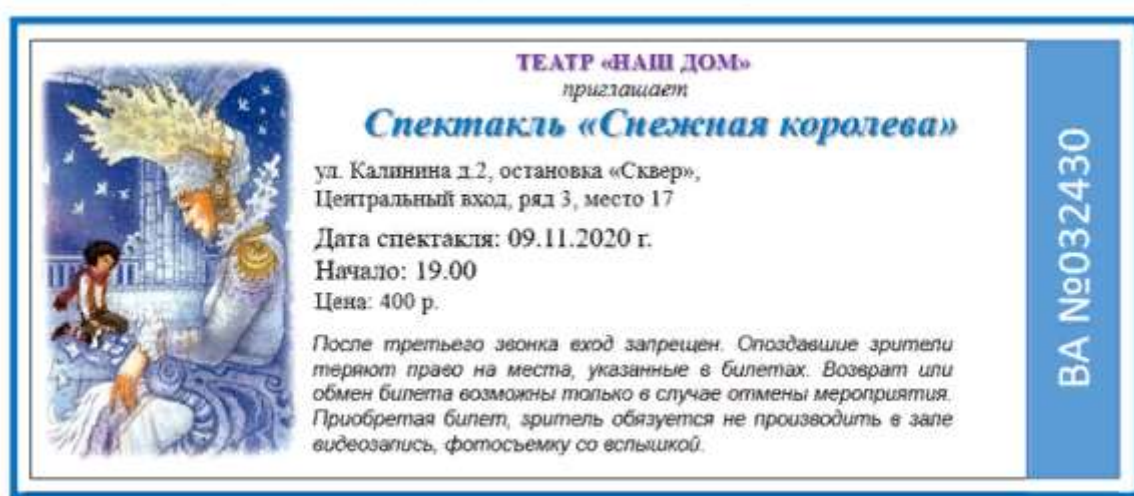 ТЕАТР «НАШ ДОМ»
приглашает
Спектакль «Снежная королева»
ул. Калинина д.2, остановка «Сквер»,
Центральный вход, ряд 3, место 17
Дата спектакля: 09.11.2020 г.
Начало: 19.00
Цена: 400 р.
После третьего звонка вход запрещен. Опоздавшие зрители
теряют право на места, указанные в билетах. Возврат или
обмен билета возможны только в случае отмены мероприятия.
Приобретая билет, зритель обязуется не производить в зале
видеозапись, фотосъемку со вспышкой.
ВА №032430